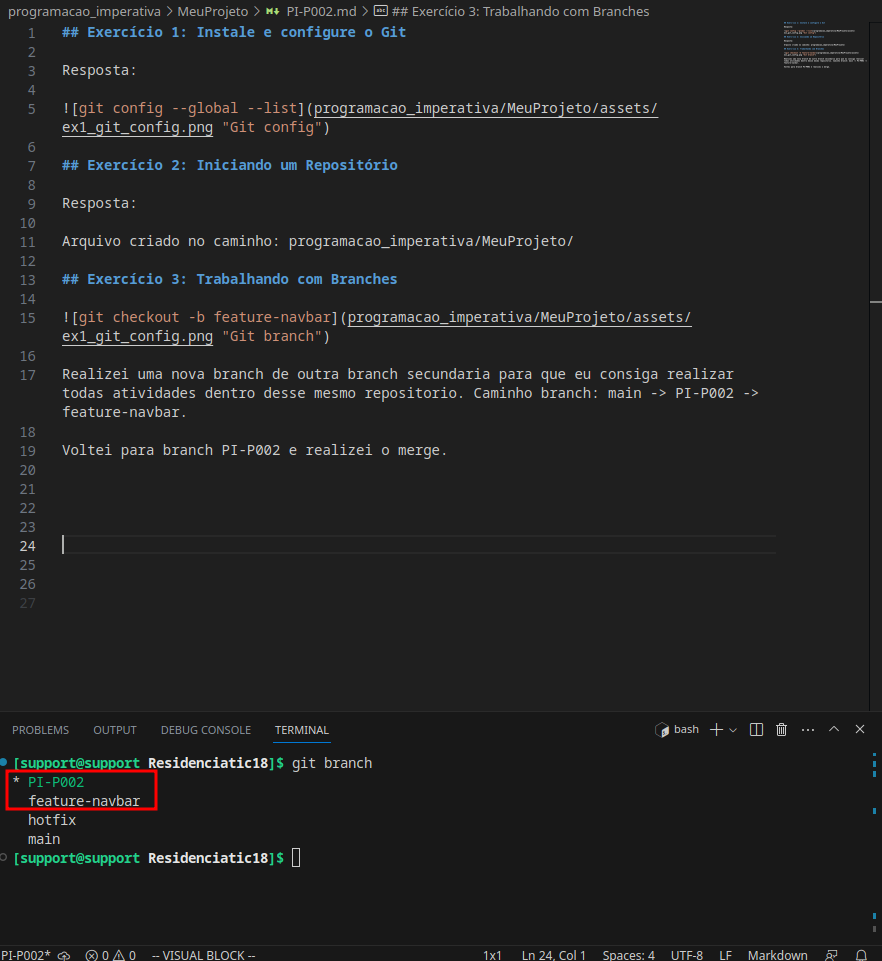 programacao_imperativa > MeuProjeto > PI-P002.md > ## Exercício 3: Trabalhando com Branches
1 ## Exercício 1: Instale e configure o Git
2
3 Resposta:
4
5 ![git config --global --list](programacao_imperativa/MeuProjeto/assets/
ex1_git_config.png "Git config")
6
7 ## Exercício 2: Iniciando um Repositório
8
9 Resposta:
10
11 Arquivo criado no caminho: programacao_imperativa/MeuProjeto/
12
13 ## Exercício 3: Trabalhando com Branches
14
15 ![git checkout -b feature-navbar](programacao_imperativa/MeuProjeto/assets/
ex1_git_config.png "Git branch")
16
17 Realizei uma nova branch de outra branch secundaria para que eu consiga realizar
todas atividades dentro desse mesmo repositorio. Caminho branch: main -> PI-P002 ->
feature-navbar.
18
19 Voltei para branch PI-P002 e realizei o merge.
20
21
22
23
24
25
26
27
PROBLEMS OUTPUT DEBUG CONSOLE TERMINAL bash
[support@support Residenciatic18]$ git branch
* PI-P002
feature-navbar
hotfix
main
[support@support Residenciatic18]$
PI-P002* 0 0 -- VISUAL BLOCK -- 1x1 Ln 24, Col 1 Spaces: 4 UTF-8 LF Markdown